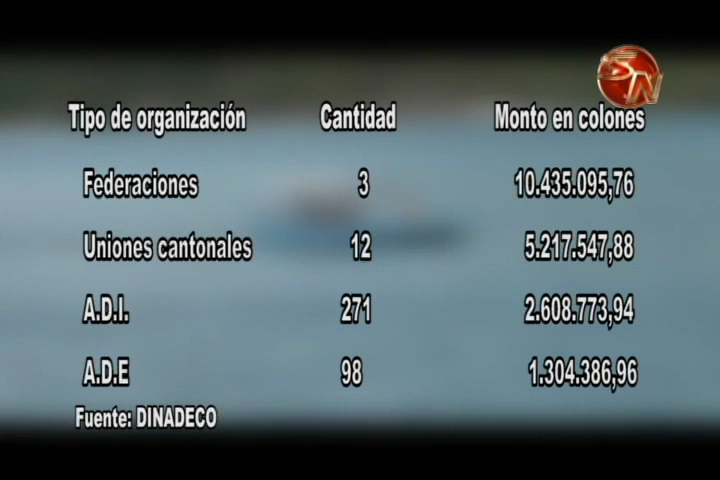 SN
Tipo de organización Cantidad Monto en colones
Federaciones 3 10.435.095,76
Uniones cantonales 12 5.217.547,88
A.D.I. 271 2.608.773,94
A.D.E 98 1.304.386,96
Fuente: DINADECO